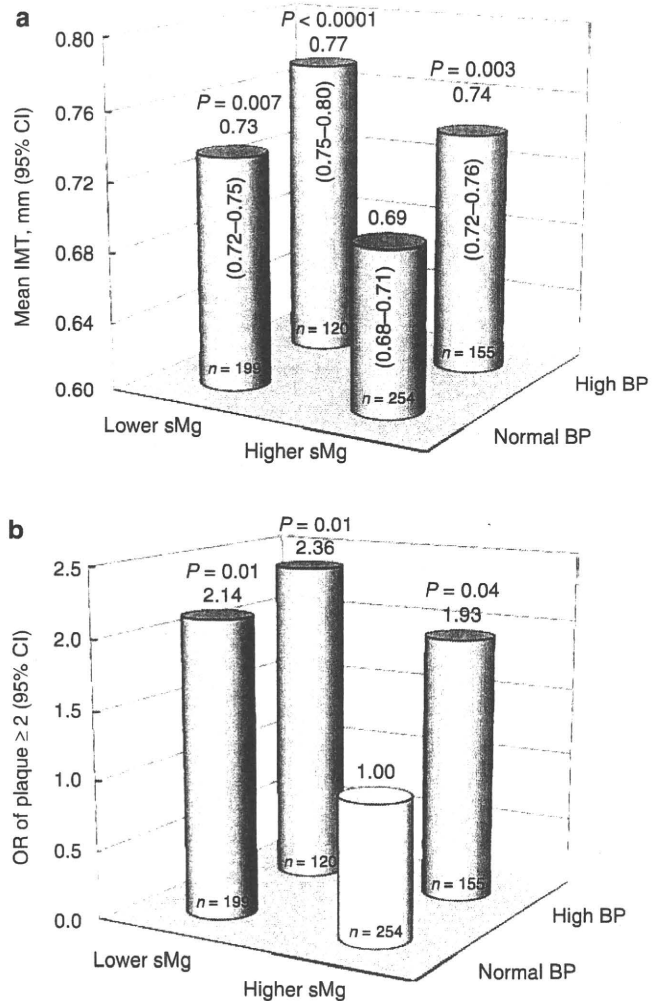 a
Mean IMT, mm (95% CI)
0.80
0.76
0.72
0.68
0.64
0.60
P < 0.0001
0.77
(0.75–0.80)
n = 120
P = 0.007
0.73
(0.72–0.75)
n = 199
P = 0.003
0.74
(0.72–0.76)
n = 155
0.69
(0.68–0.71)
n = 254
Lower sMg
Higher sMg
Normal BP
High BP
b
OR of plaque ≥ 2 (95% CI)
2.5
2.0
1.5
1.0
0.5
0.0
P = 0.01
2.36
n = 120
P = 0.01
2.14
n = 199
P = 0.04
1.93
n = 155
1.00
n = 254
Lower sMg
Higher sMg
Normal BP
High BP